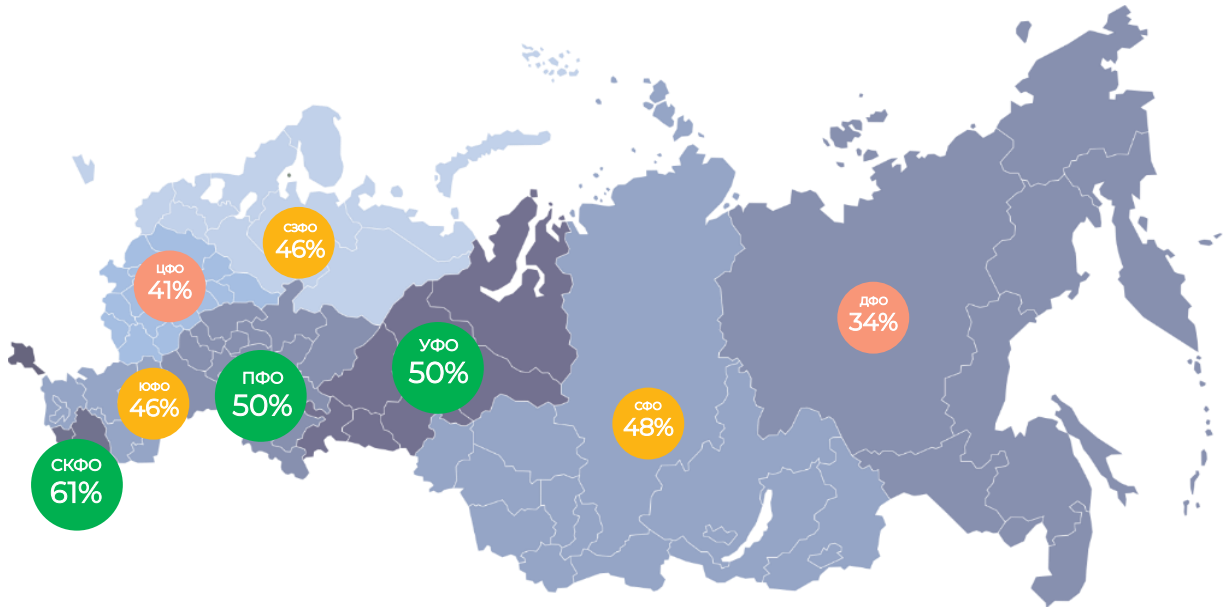 СЗФО
46%
ЦФО
41%
ДФО
34%
УФО
50%
ПФО
50%
ЮФО
46%
СФО
48%
СКФО
61%